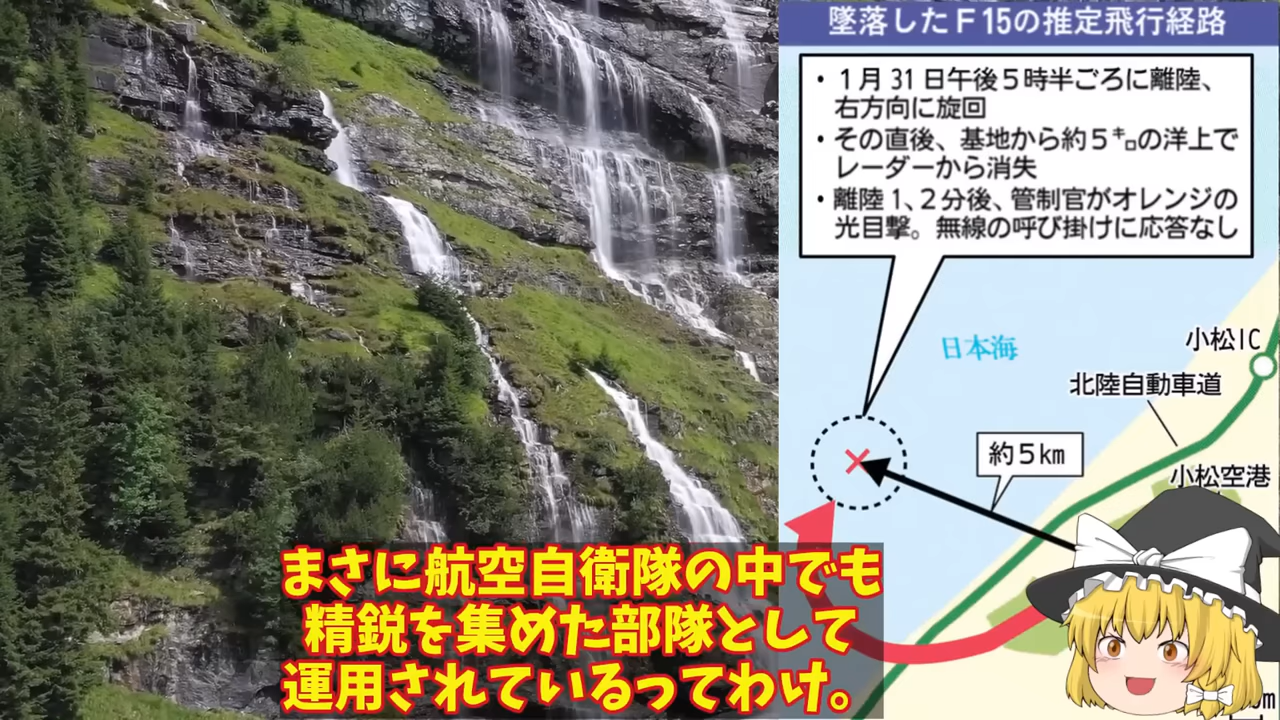 墜落したF15の推定飛行経路
・1月31日午後5時半ごろに離陸、
右方向に旋回
・その直後、基地から約5㌔の洋上で
レーダーから消失
・離陸1、2分後、管制官がオレンジの
光目撃。無線の呼び掛けに応答なし
日本海
小松IC
北陸自動車道
約5km
小松空港
まさに航空自衛隊の中でも
精鋭を集めた部隊として
運用されているってわけ。